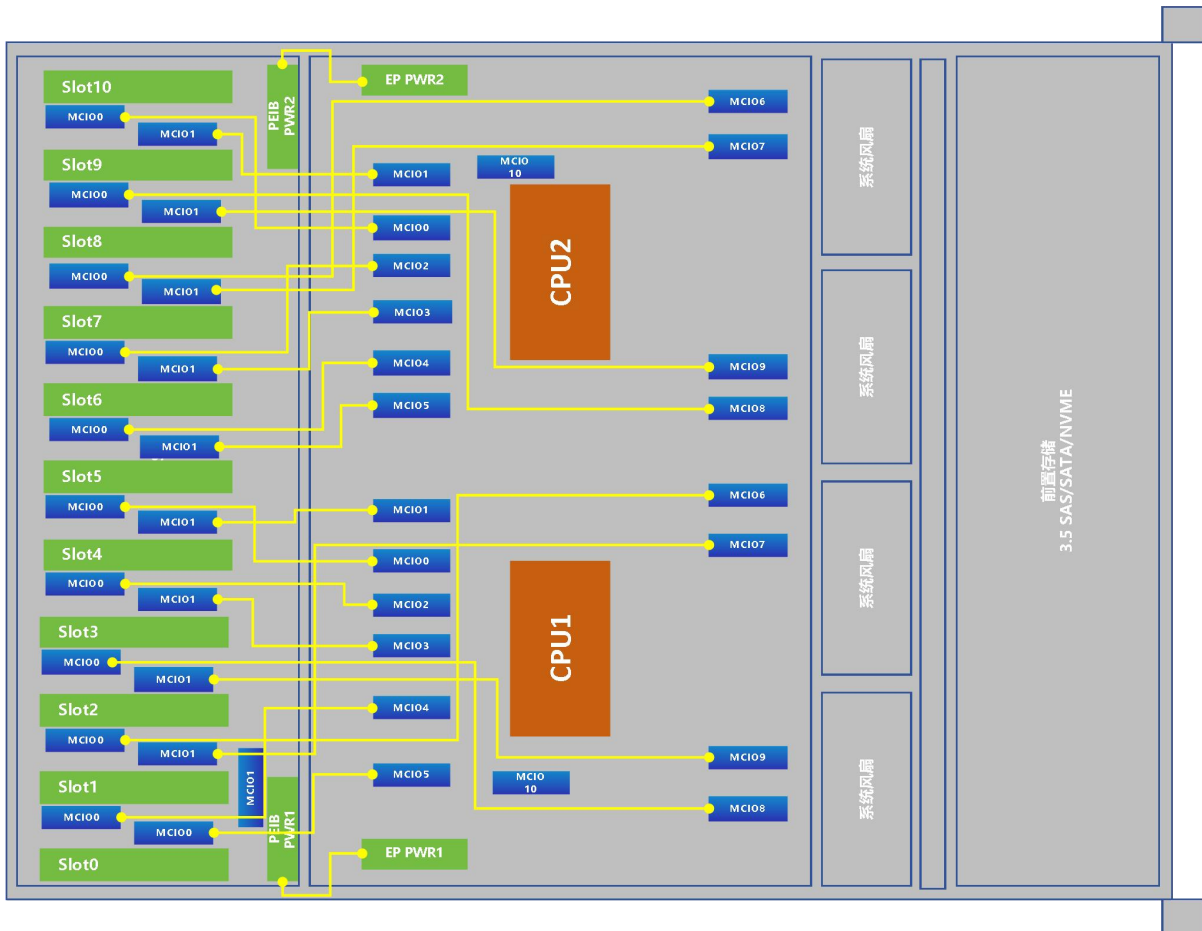 Slot10
MCIO0
MCIO1
Slot9
MCIO0
MCIO1
Slot8
MCIO0
MCIO1
Slot7
MCIO0
MCIO1
Slot6
MCIO0
MCIO1
Slot5
MCIO0
MCIO1
Slot4
MCIO0
MCIO1
Slot3
MCIO0
MCIO1
Slot2
MCIO0
MCIO1
Slot1
MCIO0
MCIO0
Slot0
MCIO1
PEIB
PWR2
PEIB
PWR1
EP PWR2
MCIO1
MCIO
10
MCIO0
MCIO2
MCIO3
MCIO4
MCIO5
CPU2
MCIO6
MCIO7
MCIO9
MCIO8
MCIO1
MCIO0
MCIO2
MCIO3
MCIO4
MCIO5
CPU1
MCIO
10
EP PWR1
MCIO6
MCIO7
MCIO9
MCIO8
系统风扇
系统风扇
系统风扇
系统风扇
前置存储
3.5 SAS/SATA/NVME